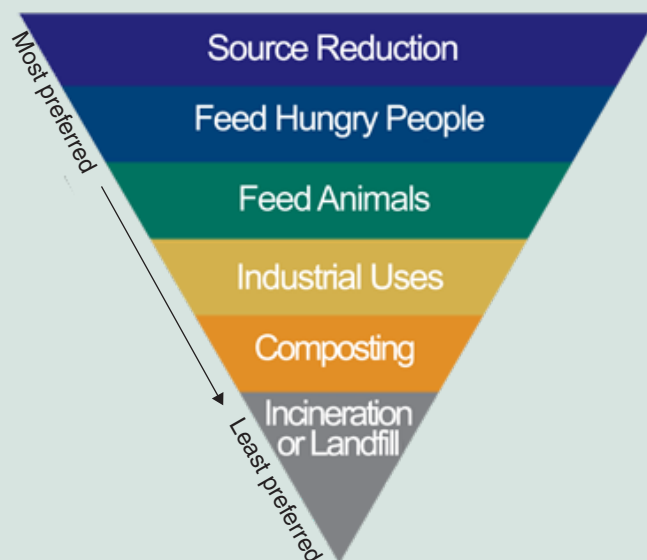 Most preferred
Source Reduction
Feed Hungry People
Feed Animals
Industrial Uses
Composting
Incineration
or Landfill
Least preferred